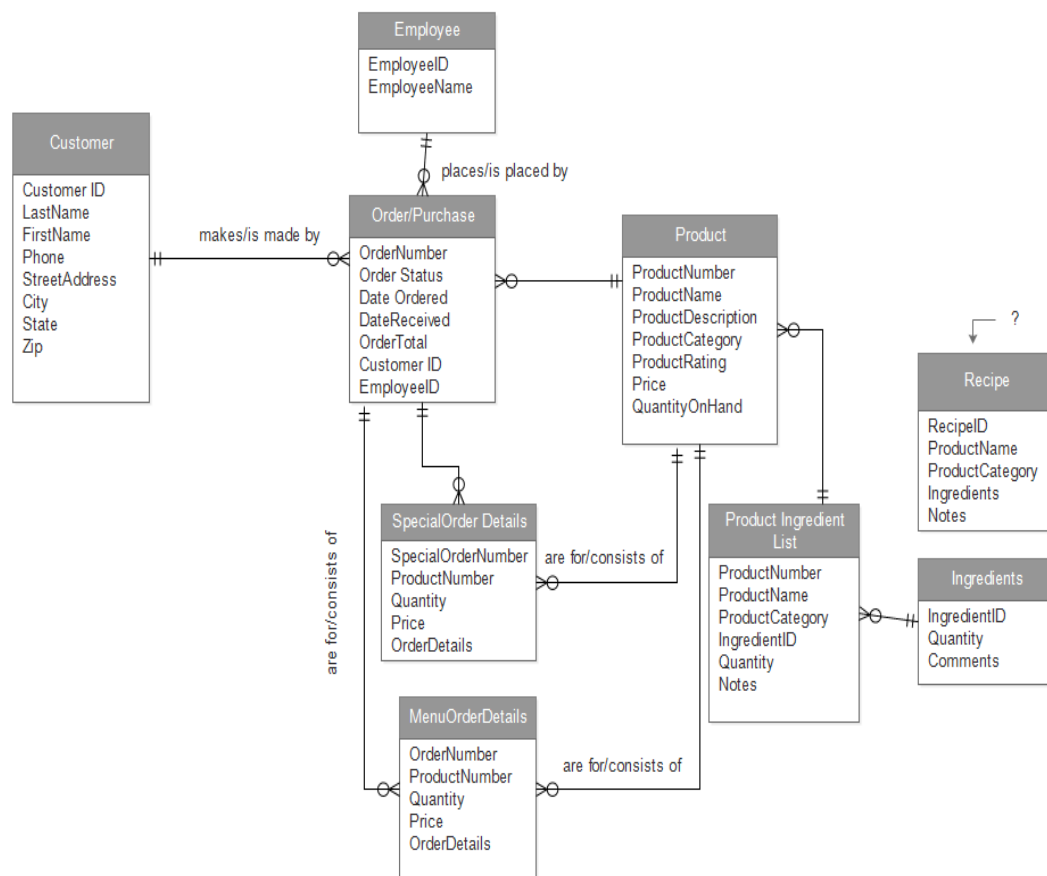 Employee
EmployeeID
EmployeeName
Customer
Customer ID
LastName
FirstName
Phone
StreetAddress
City
State
Zip
makes/is made by
places/is placed by
Order/Purchase
OrderNumber
Order Status
Date Ordered
DateReceived
OrderTotal
Customer ID
EmployeeID
Product
ProductNumber
ProductName
ProductDescription
ProductCategory
ProductRating
Price
QuantityOnHand
?
Recipe
RecipeID
ProductName
ProductCategory
Ingredients
Notes
are for/consists of
SpecialOrder Details
SpecialOrderNumber
ProductNumber
Quantity
Price
OrderDetails
are for/consists of
Product Ingredient
List
ProductNumber
ProductName
ProductCategory
IngredientID
Quantity
Notes
Ingredients
IngredientID
Quantity
Comments
MenuOrderDetails
OrderNumber
ProductNumber
Quantity
Price
OrderDetails
are for/consists of